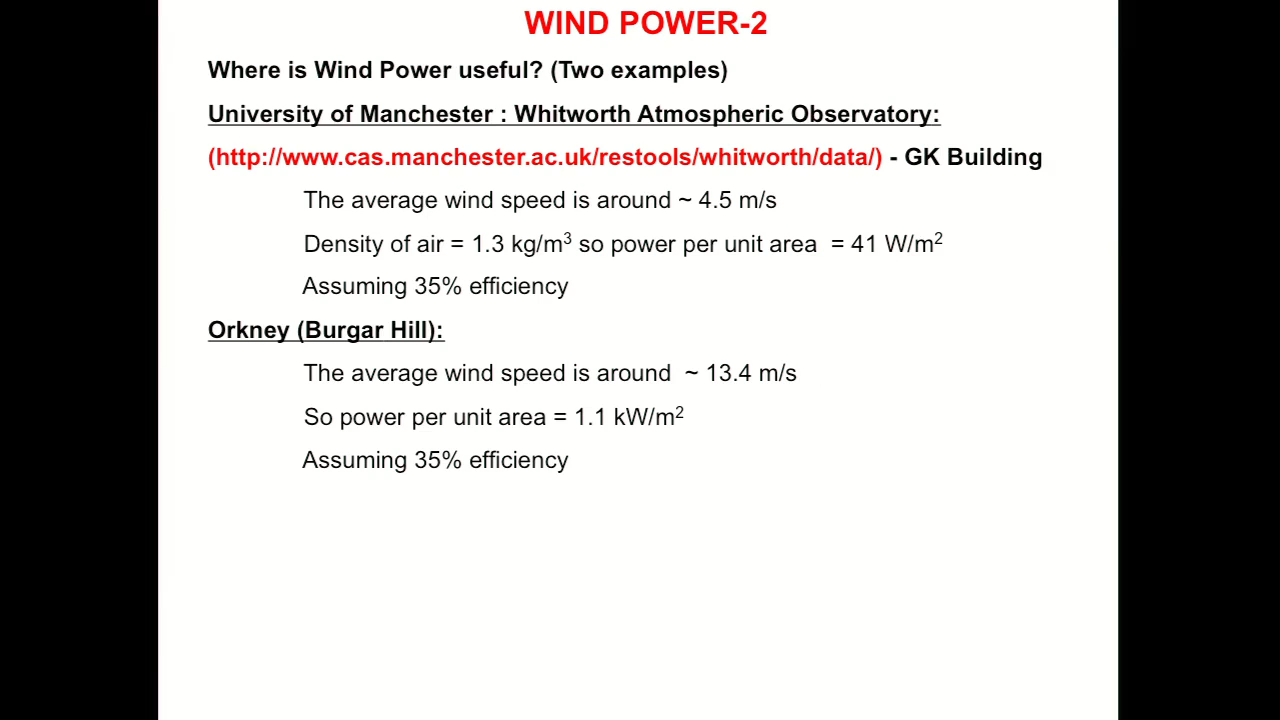 WIND POWER-2
Where is Wind Power useful? (Two examples)
University of Manchester : Whitworth Atmospheric Observatory:
(http://www.cas.manchester.ac.uk/restools/whitworth/data/) - GK Building
The average wind speed is around ~ 4.5 m/s
Density of air = 1.3 kg/m³ so power per unit area = 41 W/m²
Assuming 35% efficiency
Orkney (Burgar Hill):
The average wind speed is around ~ 13.4 m/s
So power per unit area = 1.1 kW/m²
Assuming 35% efficiency